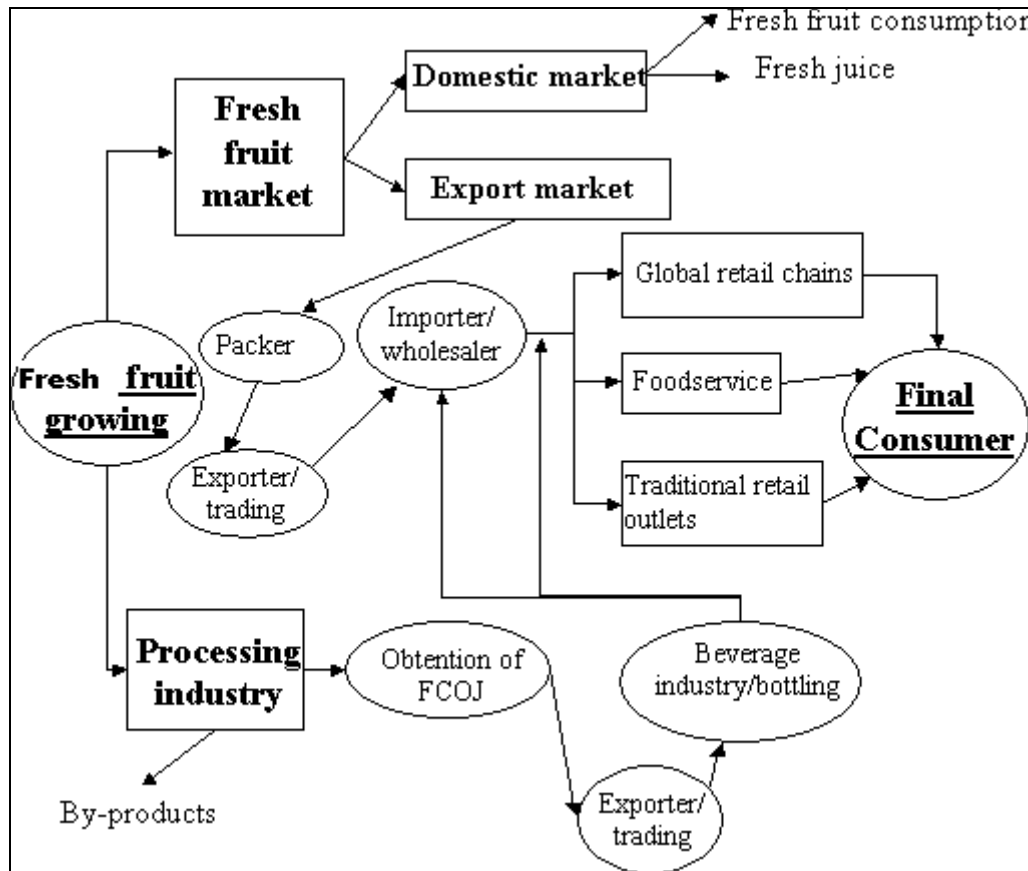 Fresh fruit consumption
Fresh juice
Domestic market
Fresh
fruit
market
Export market
Global retail chains
Importer/
wholesaler
Packer
Fresh fruit
growing
Foodservice
Final
Consumer
Exporter/
trading
Traditional retail
outlets
Processing
industry
Obtention of
FCOJ
Beverage
industry/bottling
By-products
Exporter/
trading